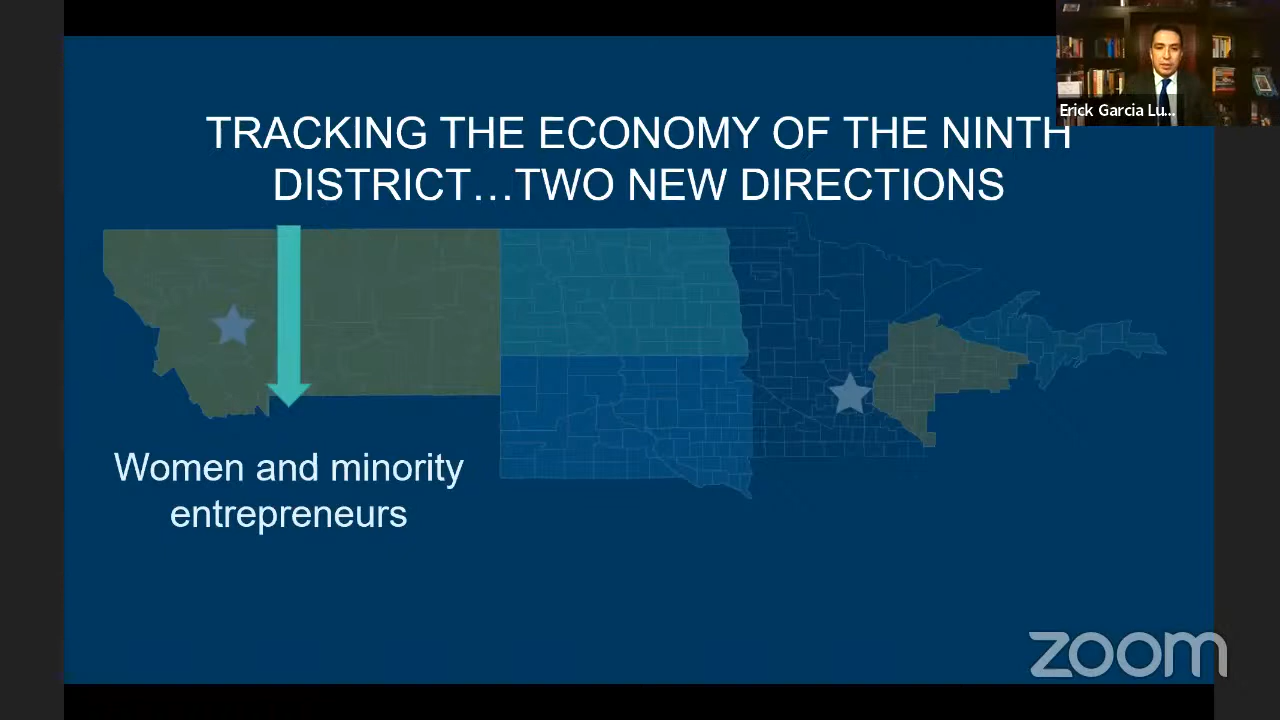 Erick Garcia Lu...
TRACKING THE ECONOMY OF THE NINTH
DISTRICT…TWO NEW DIRECTIONS
Women and minority
entrepreneurs
zoom